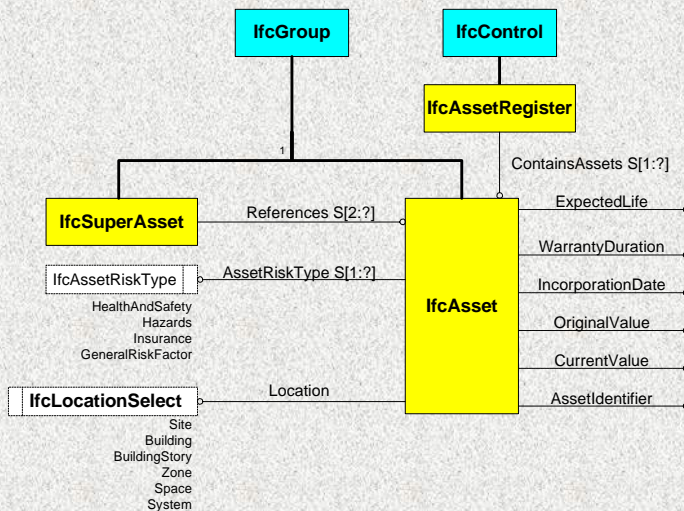 IfcGroup
IfcControl
IfcAssetRegister
1
ContainsAssets S[1:?]
IfcSuperAsset
References S[2:?]
IfcAsset
ExpectedLife
WarrantyDuration
IncorporationDate
OriginalValue
CurrentValue
AssetIdentifier
IfcAssetRiskType
AssetRiskType S[1:?]
HealthAndSafety
Hazards
Insurance
GeneralRiskFactor
IfcLocationSelect
Location
Site
Building
BuildingStory
Zone
Space
System